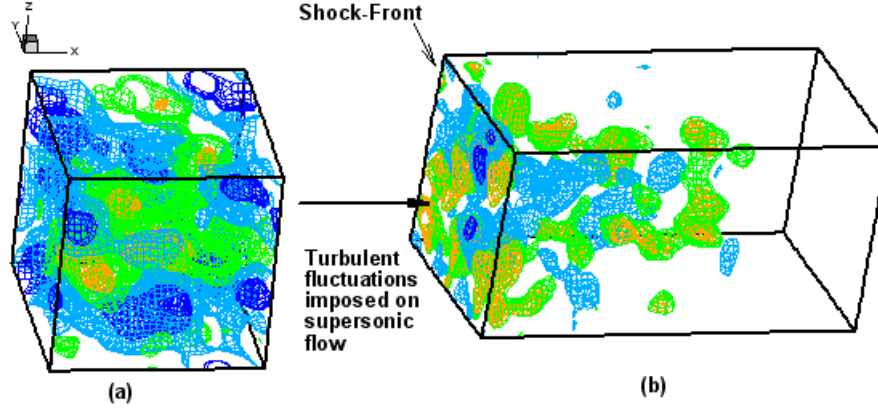 Shock-Front
Z
Y
X
Turbulent
fluctuations
imposed on
supersonic
flow
(a)
(b)